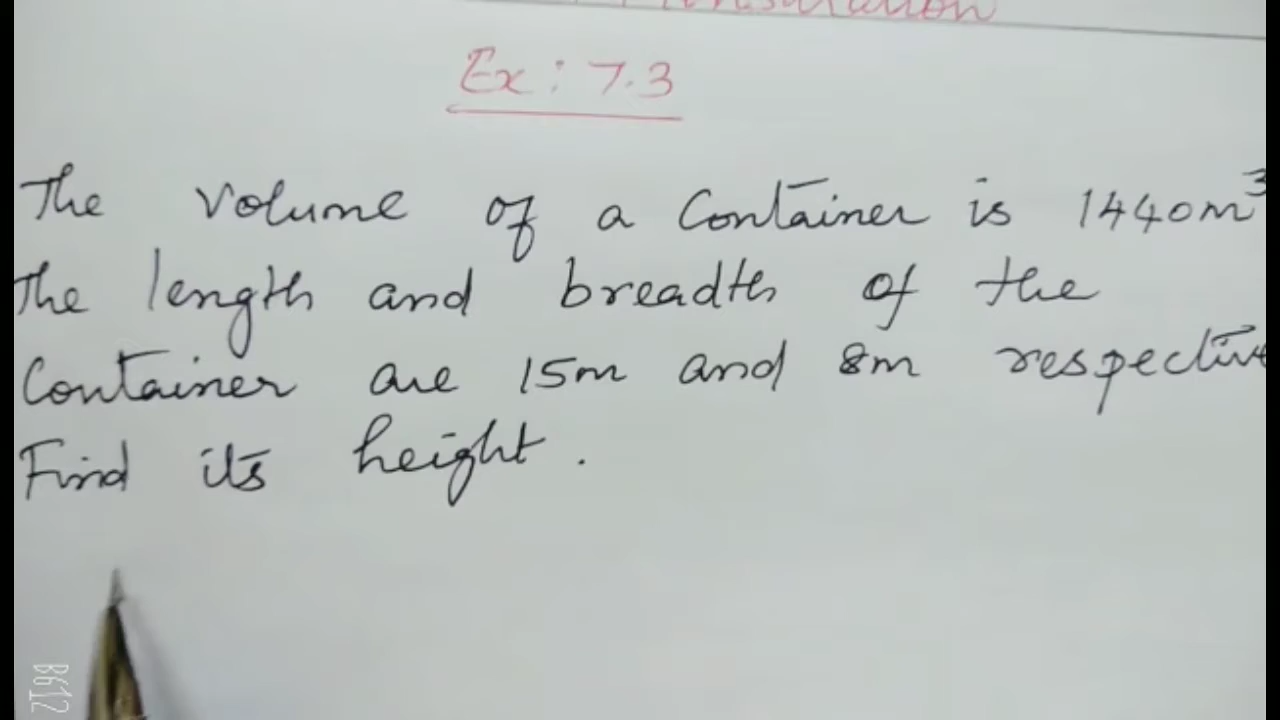 Ex: 7.3
The volume of a Container is 1440m³
The length and breadth of the
Container are 15m and 8m
Find its height.
B612